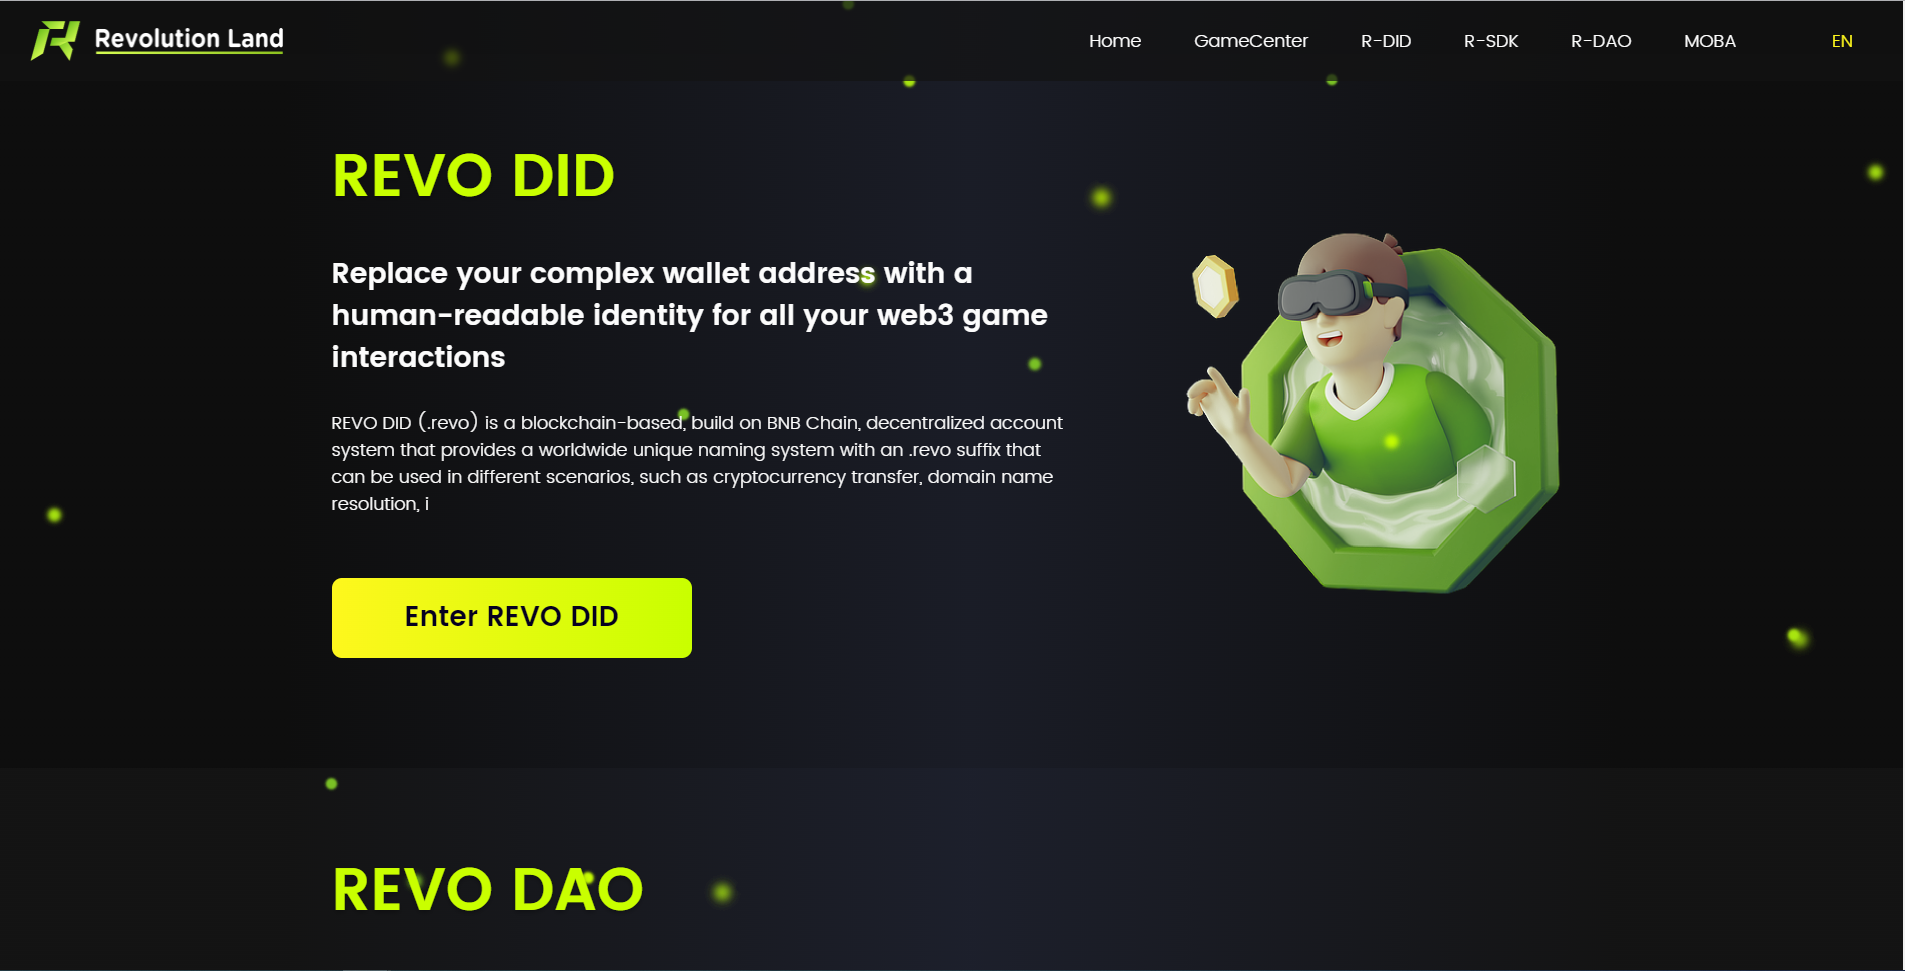 Revolution Land
Home GameCenter R-DID R-SDK R-DAO MOBA EN
REVO DID
Replace your complex wallet address with a
human-readable identity for all your web3 game
interactions
REVO DID (.revo) is a blockchain-based, build on BNB Chain, decentralized account
system that provides a worldwide unique naming system with an .revo suffix that
can be used in different scenarios, such as cryptocurrency transfer, domain name
resolution, i
Enter REVO DID
REVO DAO